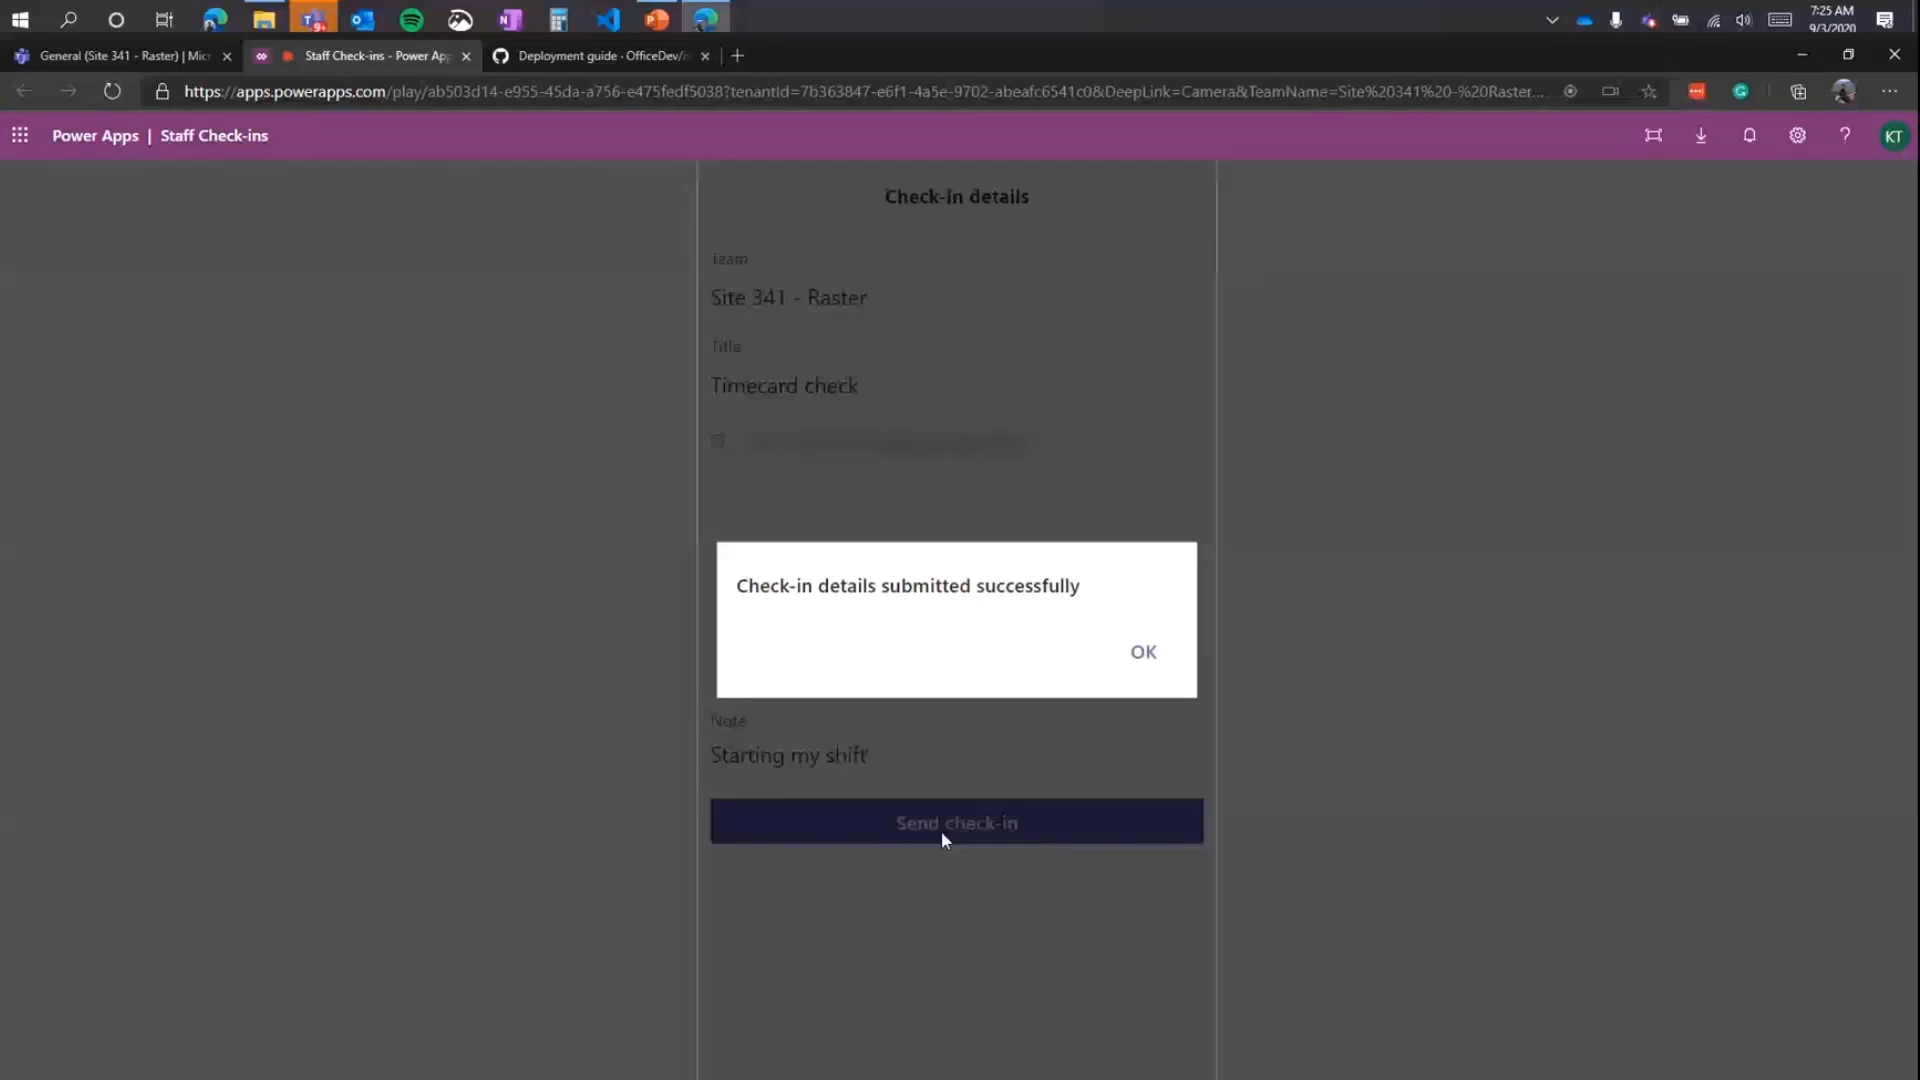 7:25 AM
9/3/2020
General (Site 341 - Raster) | Mic
Staff Check-ins - Power App
Deployment guide · OfficeDev/
https://apps.powerapps.com/play/ab503d14-e955-45da-a756-e475fedf5038?tenantId=7b363847-e6f1-4a5e-9702-abeafc6541c0&DeepLink=Camera&TeamName=Site%20341%20-%20Raster...
Power Apps | Staff Check-ins
KT
Check-in details
Team
Site 341 - Raster
Title
Timecard check
Check-in details submitted successfully
OK
Note
Starting my shift
Send check-in